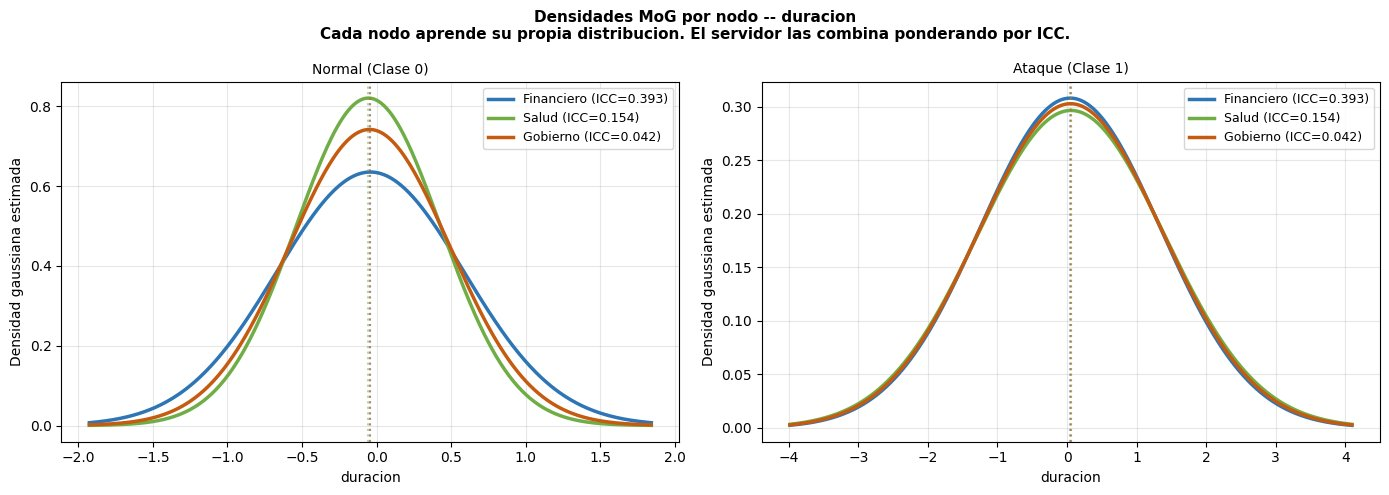 Densidades MoG por nodo -- duracion
Cada nodo aprende su propia distribucion. El servidor las combina ponderando por ICC.
Normal (Clase 0)
Densidad gaussiana estimada
0.8
0.6
0.4
0.2
0.0
Financiero (ICC=0.393)
Salud (ICC=0.154)
Gobierno (ICC=0.042)
−2.0 −1.5 −1.0 −0.5 0.0 0.5 1.0 1.5 2.0
duracion
Ataque (Clase 1)
Densidad gaussiana estimada
0.30
0.25
0.20
0.15
0.10
0.05
0.00
Financiero (ICC=0.393)
Salud (ICC=0.154)
Gobierno (ICC=0.042)
−4 −3 −2 −1 0 1 2 3 4
duracion